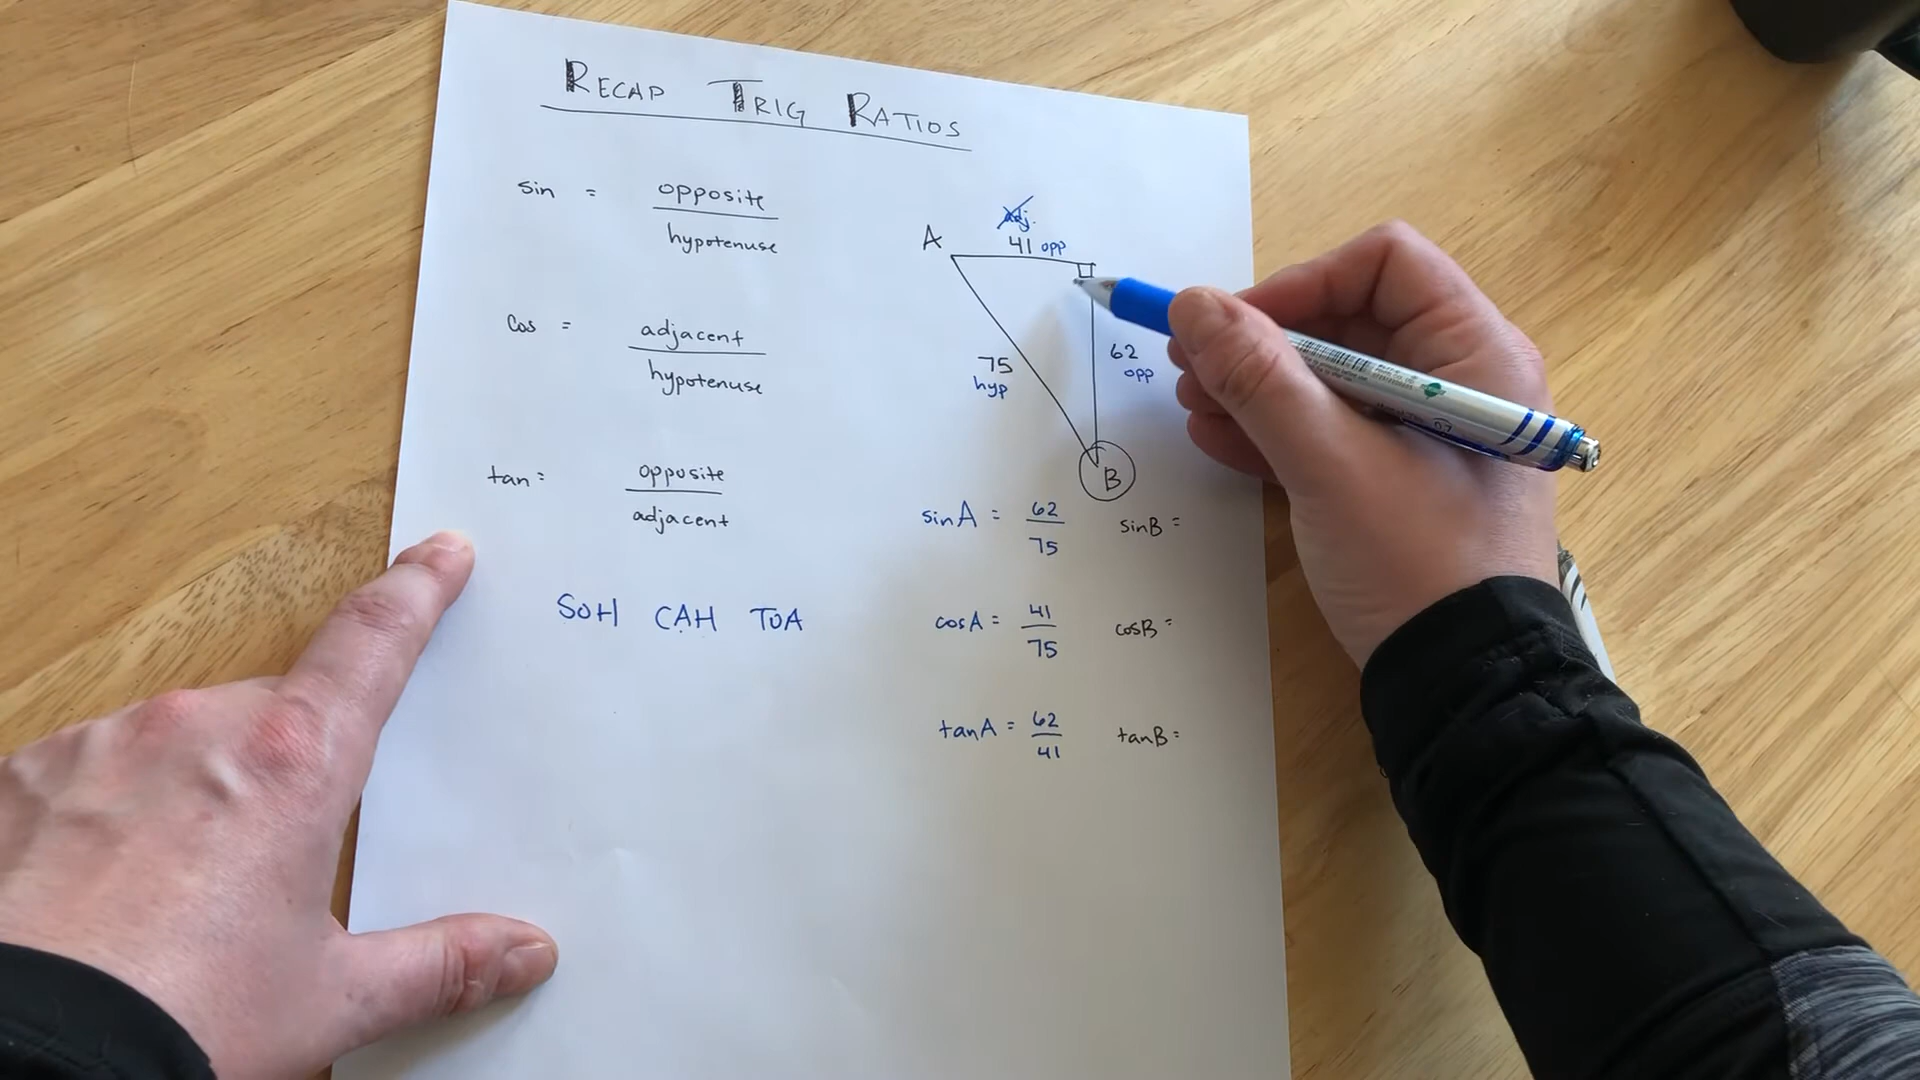 RECAP TRIG RATIOS
sin = opposite
hypotenuse
cos = adjacent
hypotenuse
tan = opposite
adjacent
SOH CAH TOA
adj.
A 41 opp
75 62
hyp opp
B
sinA = 62
75
sinB =
cosA = 41
75
cosB =
tanA = 62
41
tanB =